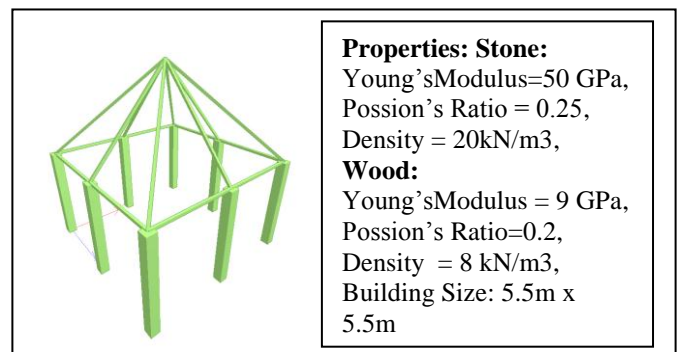 Properties: Stone:
Young'sModulus=50 GPa,
Possion's Ratio = 0.25,
Density = 20kN/m3,
Wood:
Young'sModulus = 9 GPa,
Possion's Ratio=0.2,
Density  = 8 kN/m3,
Building Size: 5.5m x
5.5m